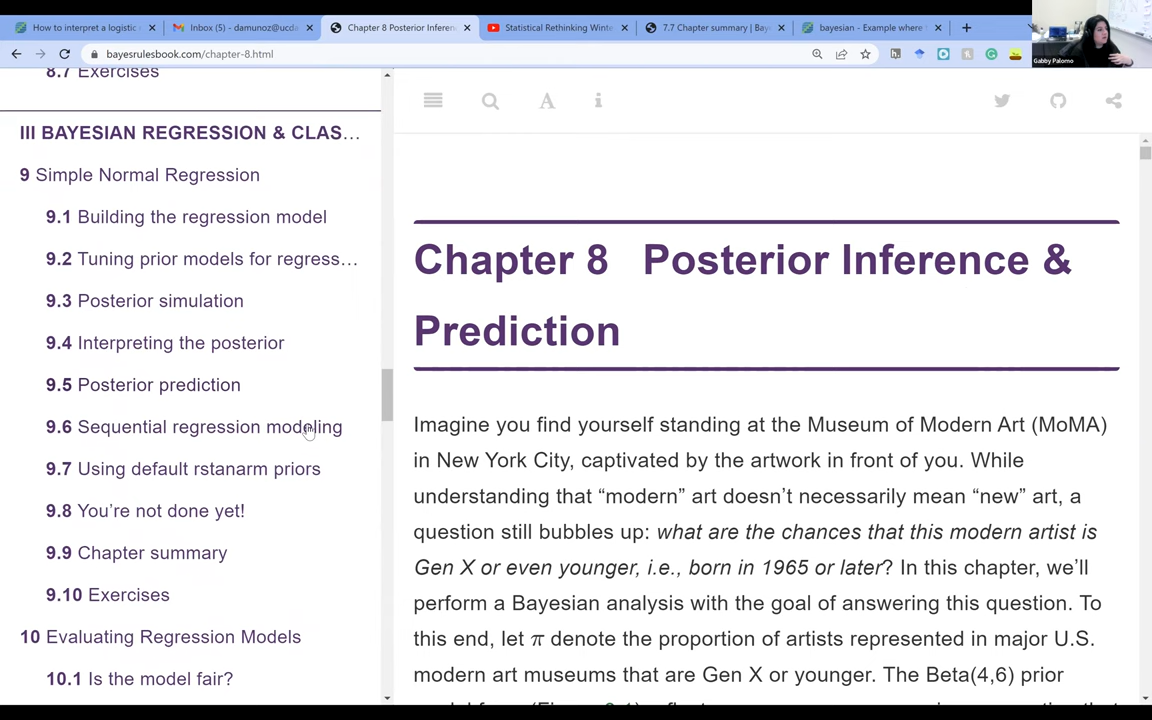 How to interpret a logistic
Inbox (5) - damunoz@ucda
Chapter 8 Posterior Inferenc
Statistical Rethinking Winte
7.7 Chapter summary | Bay
bayesian - Example where
bayesrulesbook.com/chapter-8.html
Gabby Palomo
8.7 Exercises
III BAYESIAN REGRESSION & CLAS…
9 Simple Normal Regression
9.1 Building the regression model
9.2 Tuning prior models for regress…
9.3 Posterior simulation
9.4 Interpreting the posterior
9.5 Posterior prediction
9.6 Sequential regression modeling
9.7 Using default rstanarm priors
9.8 You’re not done yet!
9.9 Chapter summary
9.10 Exercises
10 Evaluating Regression Models
10.1 Is the model fair?
Chapter 8 Posterior Inference &
Prediction
Imagine you find yourself standing at the Museum of Modern Art (MoMA)
in New York City, captivated by the artwork in front of you. While
understanding that “modern” art doesn’t necessarily mean “new” art, a
question still bubbles up: what are the chances that this modern artist is
Gen X or even younger, i.e., born in 1965 or later? In this chapter, we’ll
perform a Bayesian analysis with the goal of answering this question. To
this end, let π denote the proportion of artists represented in major U.S.
modern art museums that are Gen X or younger. The Beta(4,6) prior